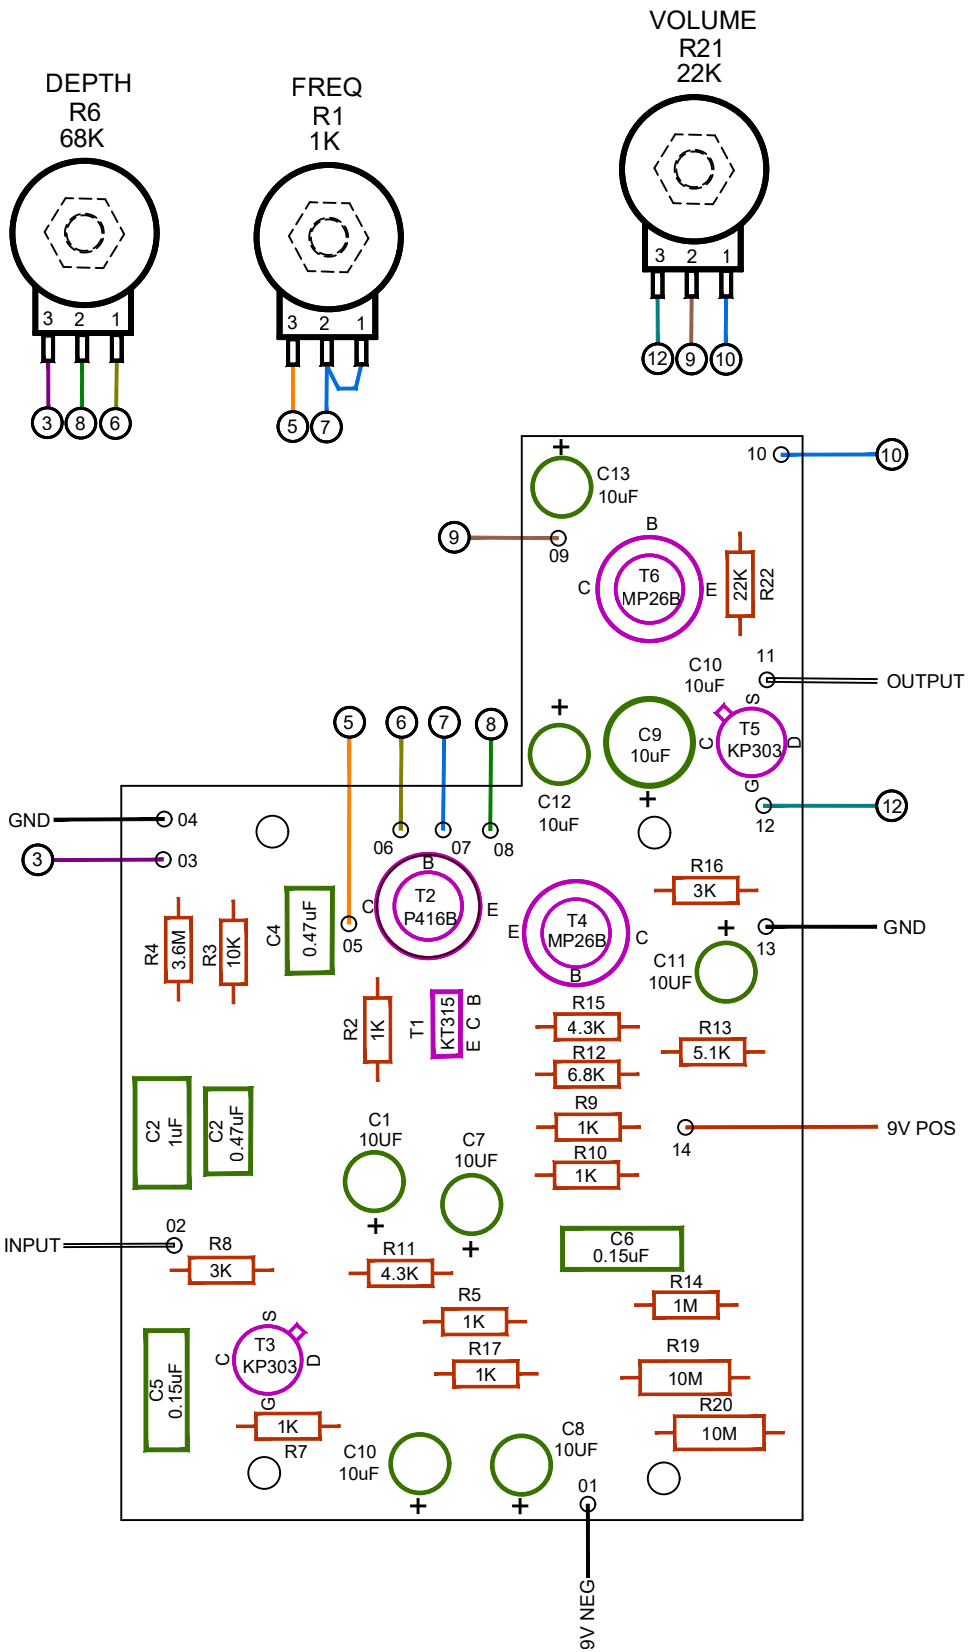 VOLUME
R21
22K
DEPTH
R6
68K
FREQ
R1
1K
3 2 1
3 2 1
3 2 1
12 9 10
3 8 6
5 7
C13
10uF
10 10
9
09
B
C T6 E
MP26B
22K R22
C10
10uF
11
OUTPUT
S
C T5 D
KP303
G
C9
10uF
C12
10uF
12
12
5 6 7 8
GND 04
3 03
06 07 08
B
C T2 E
P416B
R4 3.6M
R3 10K
C4 0.47uF
05
E T4 C
MP26B
B
R16
3K
GND
13
C11
10UF
R2 1K
T1 KT315 E C B
R15
4.3K
R12
6.8K
R13
5.1K
R9
1K
R10
1K
14
9V POS
C2 1uF
C2 0.47uF
C1
10UF
C7
10UF
INPUT
02
R8
3K
R11
4.3K
C6
0.15uF
R14
1M
R5
1K
R17
1K
R19
10M
R20
10M
S
C T3 D
KP303
G
C5 0.15uF
1K
R7
C10
10uF
C8
10UF
01
9V NEG